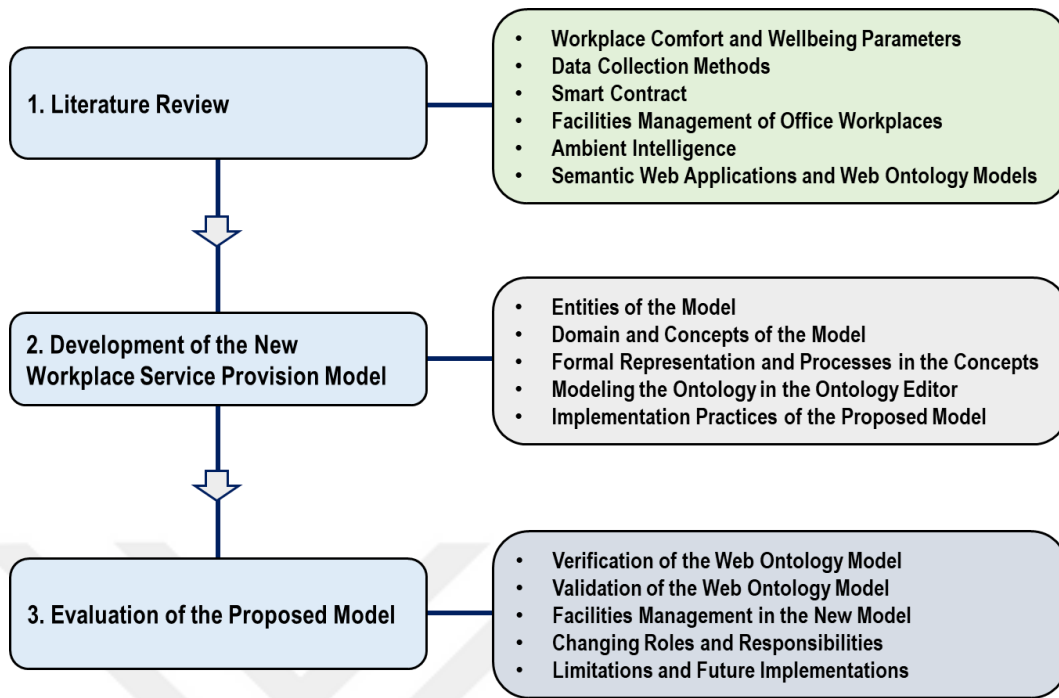 1. Literature Review
• Workplace Comfort and Wellbeing Parameters
• Data Collection Methods
• Smart Contract
• Facilities Management of Office Workplaces
• Ambient Intelligence
• Semantic Web Applications and Web Ontology Models
2. Development of the New
Workplace Service Provision Model
• Entities of the Model
• Domain and Concepts of the Model
• Formal Representation and Processes in the Concepts
• Modeling the Ontology in the Ontology Editor
• Implementation Practices of the Proposed Model
3. Evaluation of the Proposed Model
• Verification of the Web Ontology Model
• Validation of the Web Ontology Model
• Facilities Management in the New Model
• Changing Roles and Responsibilities
• Limitations and Future Implementations